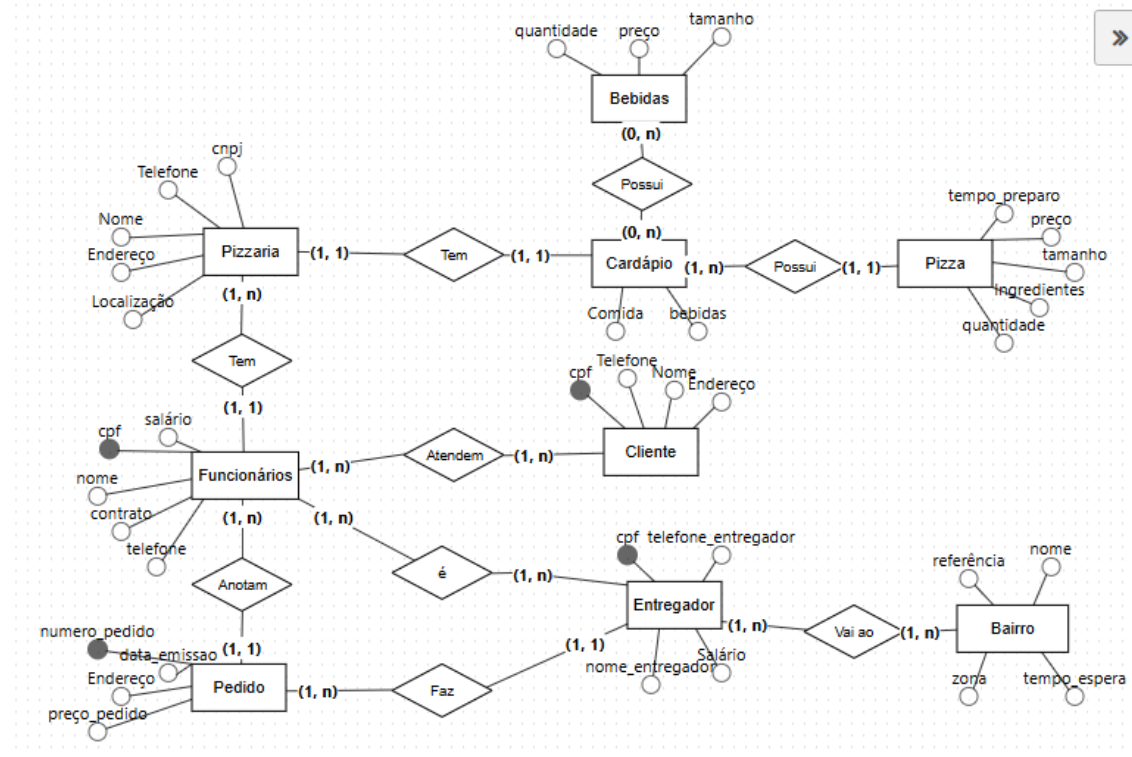 tamanho
quantidade preço
Bebidas
(0, n)
Possui
(0, n)
cnpj
Telefone
Nome
Endereço
Localização
Pizzaria
(1, 1)
Tem
(1, 1)
Cardápio
(1, n)
Possui
(1, 1)
Pizza
tempo_preparo
preço
tamanho
Ingredientes
quantidade
Comida bebidas
(1, n)
Tem
(1, 1)
cpf
Telefone
Nome
Endereço
Cliente
salário
cpf
nome
contrato
telefone
Funcionários
(1, n)
Atendem
(1, n)
(1, n)
(1, n)
Anotam
é
(1, n)
(1, 1)
cpf telefone_entregador
Entregador
(1, n)
Vai ao
(1, n)
Bairro
referência
nome
zona
tempo_espera
(1, 1)
nome_entregador
Salário
numero_pedido
data_emissao
Endereço
preço_pedido
Pedido
(1, n)
Faz